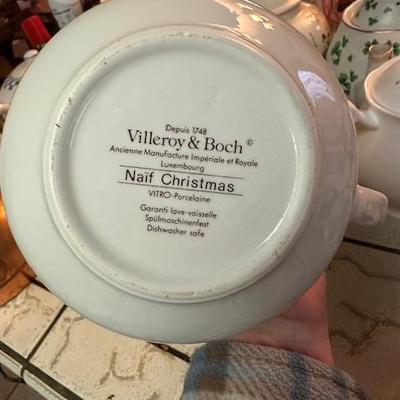 Depuis 1748
Villeroy & Boch ©
Ancienne Manufacture Impériale et Royale
Luxembourg
Naïf Christmas
VITRO-Porcelaine
Garanti lave-vaisselle
Spülmaschinenfest
Dishwasher safe